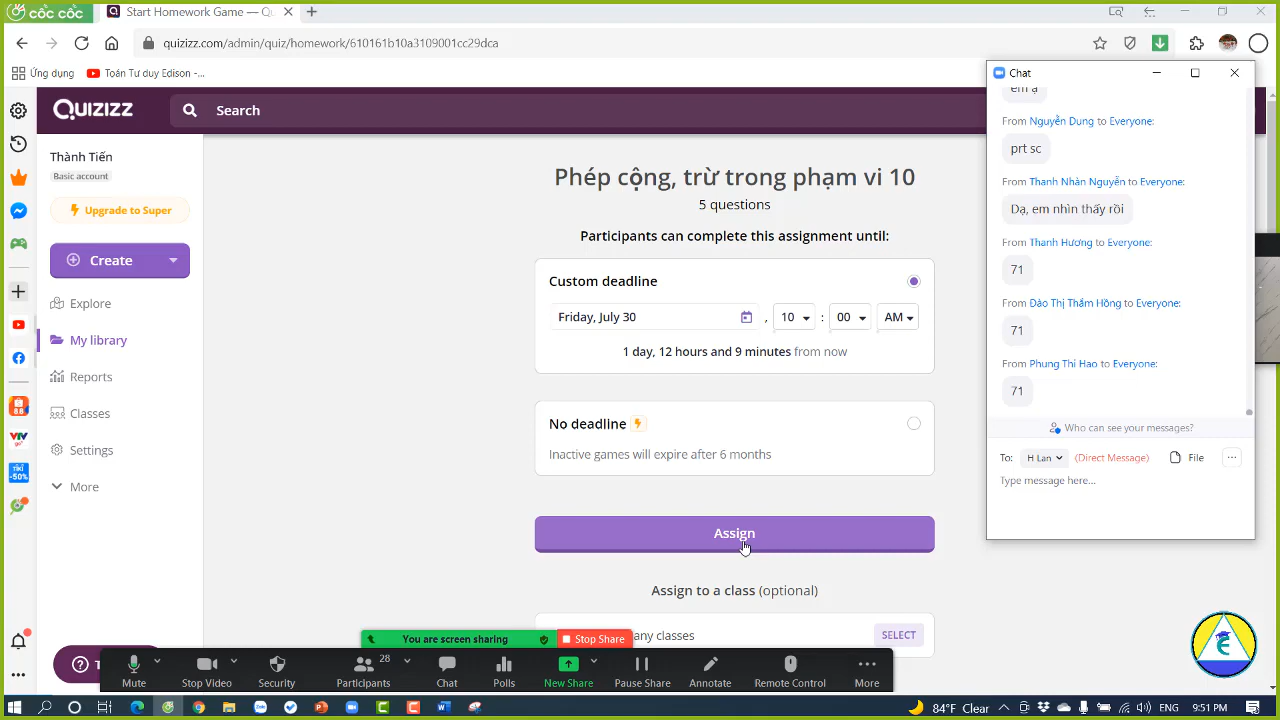 CỐC CỐC
Start Homework Game — Qu
quizizz.com/admin/quiz/homework/610161b10a3109001cc29dca
Ứng dụng
Toán Tư duy Edison -...
QUIZIZZ
Search
Thành Tiến
Basic account
Upgrade to Super
Create
Explore
My library
Reports
Classes
Settings
More
88
VTV
go
TIKI
-50%
Phép cộng, trừ trong phạm vi 10
5 questions
Participants can complete this assignment until:
Custom deadline
Friday, July 30
, 10 : 00 AM
1 day, 12 hours and 9 minutes from now
No deadline
Inactive games will expire after 6 months
Assign
Assign to a class (optional)
any classes
SELECT
Chat
em ạ
From Nguyễn Dung to Everyone:
prt sc
From Thanh Nhàn Nguyễn to Everyone:
Dạ, em nhìn thấy rồi
From Thanh Hương to Everyone:
71
From Đào Thị Thắm Hồng to Everyone:
71
From Phung Thi Hao to Everyone:
71
Who can see your messages?
To: H Lan (Direct Message) File
Type message here...
You are screen sharing
Stop Share
Mute
Stop Video
Security
28
Participants
Chat
Polls
New Share
Pause Share
Annotate
Remote Control
More
84°F Clear
ENG
9:51 PM